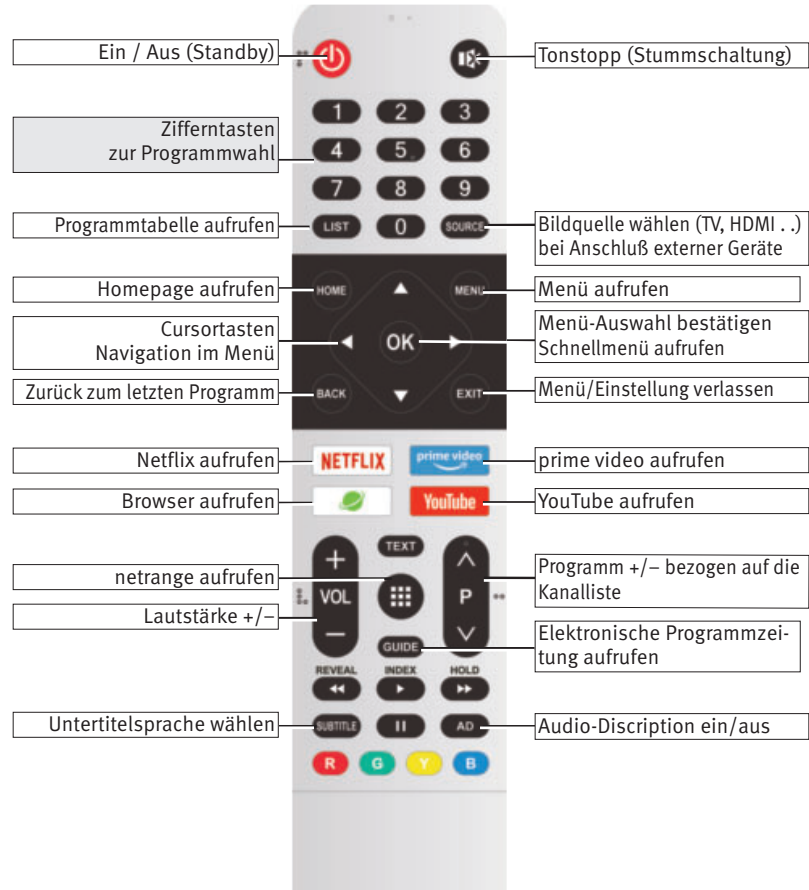 Ein / Aus (Standby)
Tonstopp (Stummschaltung)
1 2 3
Zifferntasten
zur Programmwahl
4 5 6
7 8 9
Programmtabelle aufrufen
LIST 0 SOURCE
Bildquelle wählen (TV, HDMI . .)
bei Anschluß externer Geräte
Homepage aufrufen
HOME MENU
Menü aufrufen
Cursortasten
Navigation im Menü
OK
Menü-Auswahl bestätigen
Schnellmenü aufrufen
Zurück zum letzten Programm
BACK EXIT
Menü/Einstellung verlassen
Netflix aufrufen
NETFLIX prime video
prime video aufrufen
Browser aufrufen
YouTube
YouTube aufrufen
TEXT
+
VOL
–
P
netrange aufrufen
Lautstärke +/–
Programm +/– bezogen auf die
Kanalliste
GUIDE
Elektronische Programmzei-
tung aufrufen
REVEAL INDEX HOLD
Untertitelsprache wählen
SUBTITLE AD
Audio-Discription ein/aus
R G Y B